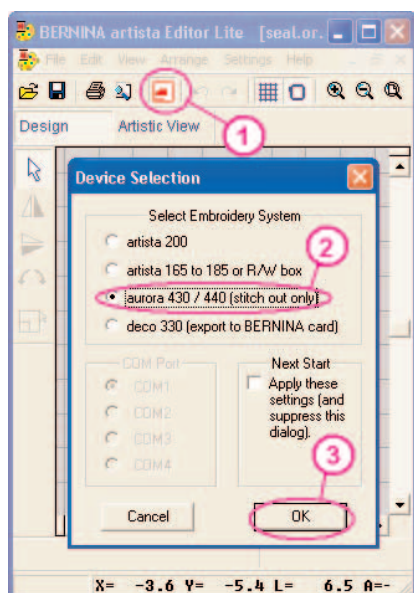 BERNINA artista Editor Lite [seaLor.
File Edit View Arrange Settings Help
1
Design Artistic View
Device Selection
Select Embroidery System
artista 200
2
artista 165 to 185 or R/W box
aurora 430 / 440 (stitch out only)
deco 330 (export to BERNINA card)
COM Port
COM1
COM2
COM3
COM4
Next Start
Apply these
settings (and
suppress this
dialog).
3
Cancel
OK
X= -3.6 Y= -5.4 L= 6.5 A=-